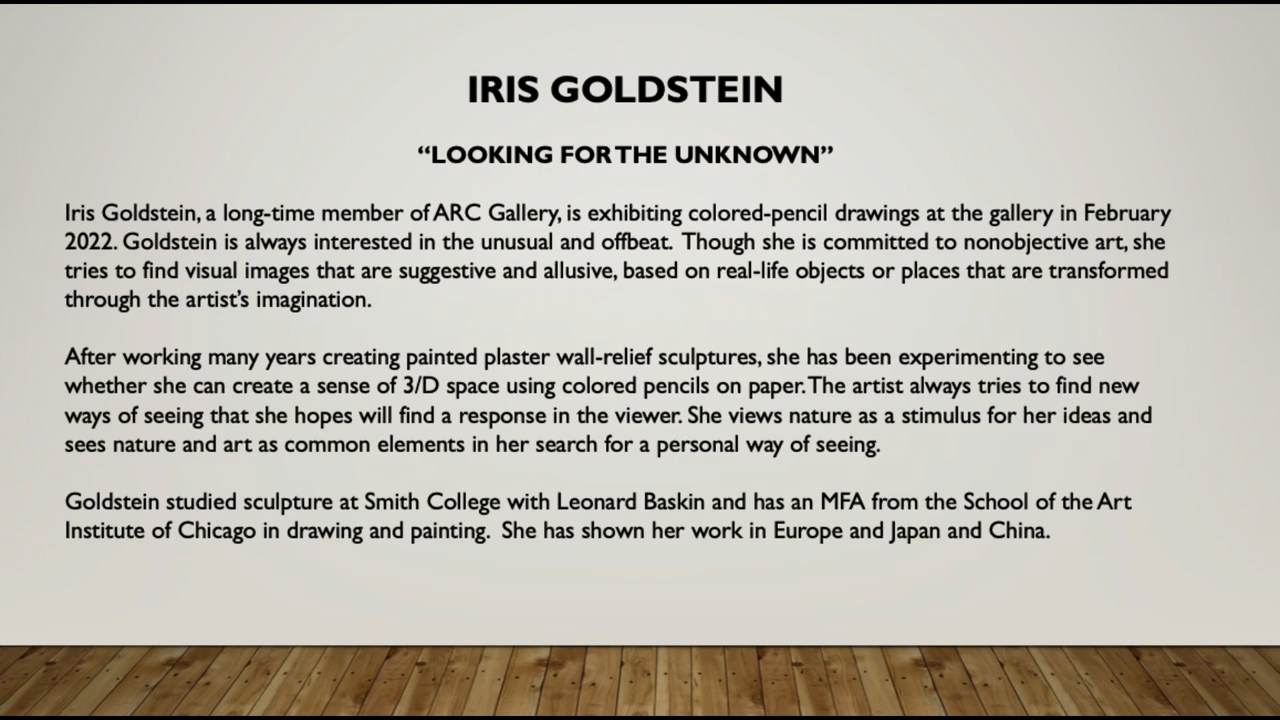 IRIS GOLDSTEIN
“LOOKING FOR THE UNKNOWN”
Iris Goldstein, a long-time member of ARC Gallery, is exhibiting colored-pencil drawings at the gallery in February
2022. Goldstein is always interested in the unusual and offbeat.  Though she is committed to nonobjective art, she
tries to find visual images that are suggestive and allusive, based on real-life objects or places that are transformed
through the artist’s imagination.
After working many years creating painted plaster wall-relief sculptures, she has been experimenting to see
whether she can create a sense of 3/D space using colored pencils on paper. The artist always tries to find new
ways of seeing that she hopes will find a response in the viewer. She views nature as a stimulus for her ideas and
sees nature and art as common elements in her search for a personal way of seeing.
Goldstein studied sculpture at Smith College with Leonard Baskin and has an MFA from the School of the Art
Institute of Chicago in drawing and painting.  She has shown her work in Europe and Japan and China.